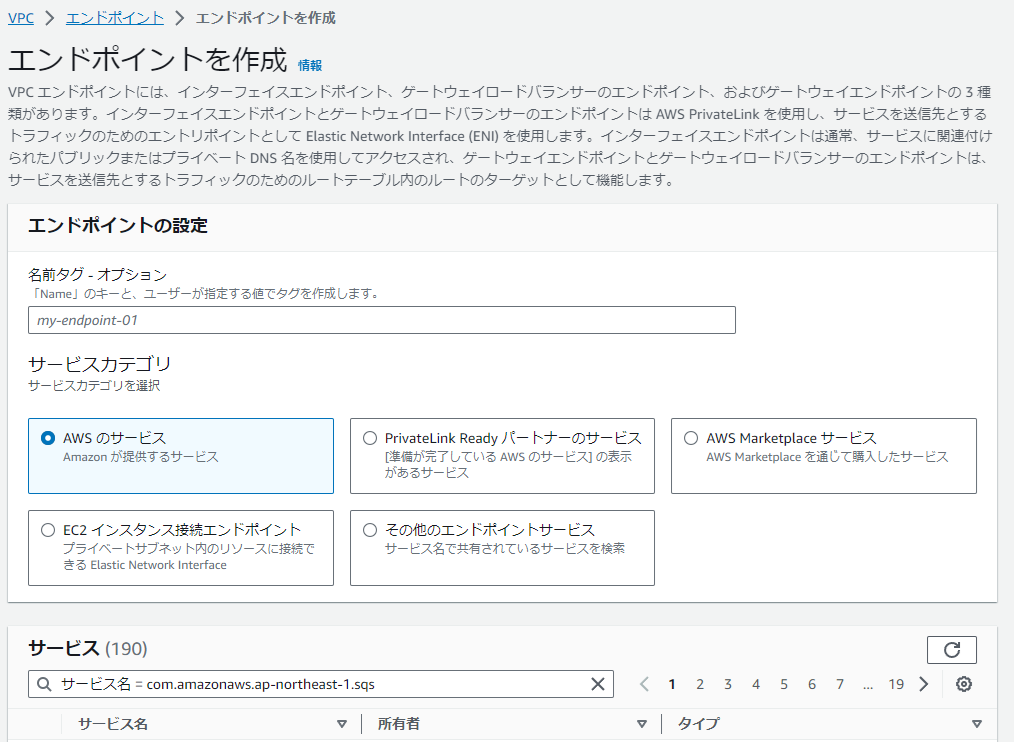 VPC > エンドポイント > エンドポイントを作成
エンドポイントを作成 情報
VPC エンドポイントには、インターフェイスエンドポイント、ゲートウェイロードバランサーのエンドポイント、およびゲートウェイエンドポイントの 3 種
類があります。インターフェイスエンドポイントとゲートウェイロードバランサーのエンドポイントは AWS PrivateLink を使用し、サービスを送信先とする
トラフィックのためのエントリポイントとして Elastic Network Interface (ENI) を使用します。インターフェイスエンドポイントは通常、サービスに関連付け
られたパブリックまたはプライベート DNS 名を使用してアクセスされ、ゲートウェイエンドポイントとゲートウェイロードバランサーのエンドポイントは、
サービスを送信先とするトラフィックのためのルートテーブル内のルートのターゲットとして機能します。
エンドポイントの設定
名前タグ - オプション
「Name」のキーと、ユーザーが指定する値でタグを作成します。
my-endpoint-01
サービスカテゴリ
サービスカテゴリを選択
AWS のサービス
Amazon が提供するサービス
PrivateLink Ready パートナーのサービス
[準備が完了している AWS のサービス] の表示
があるサービス
AWS Marketplace サービス
AWS Marketplace を通じて購入したサービス
EC2 インスタンス接続エンドポイント
プライベートサブネット内のリソースに接続で
きる Elastic Network Interface
その他のエンドポイントサービス
サービス名で共有されているサービスを検索
サービス (190)
サービス名 = com.amazonaws.ap-northeast-1.sqs
1 2 3 4 5 6 7 ... 19
サービス名 所有者 タイプ